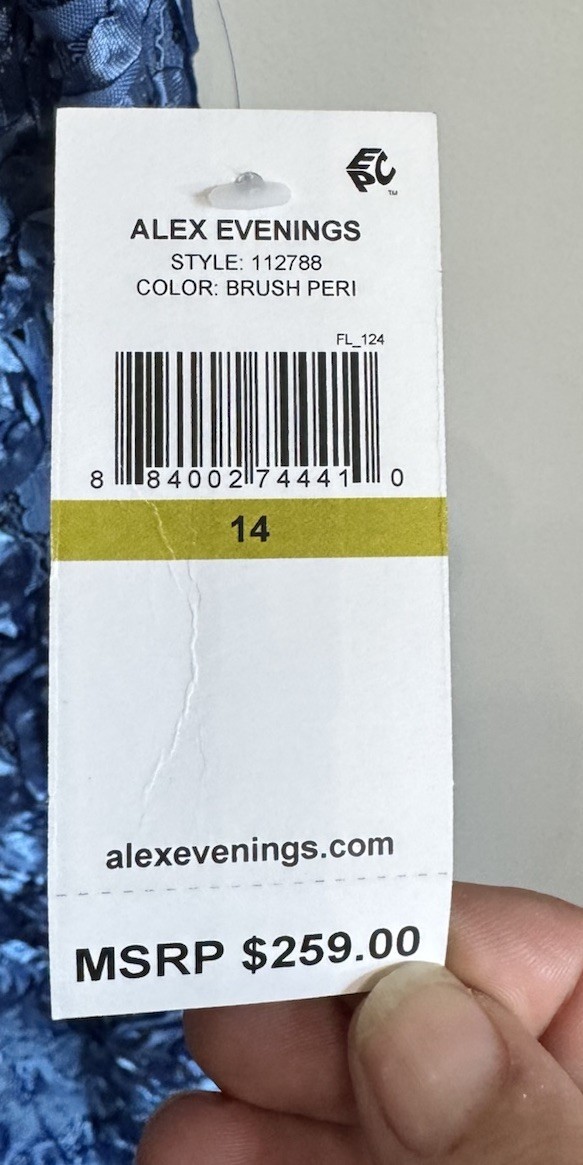 EPC
TM
ALEX EVENINGS
STYLE: 112788
COLOR: BRUSH PERI
FL_124
8 84002 74441 0
14
alexevenings.com
MSRP $259.00